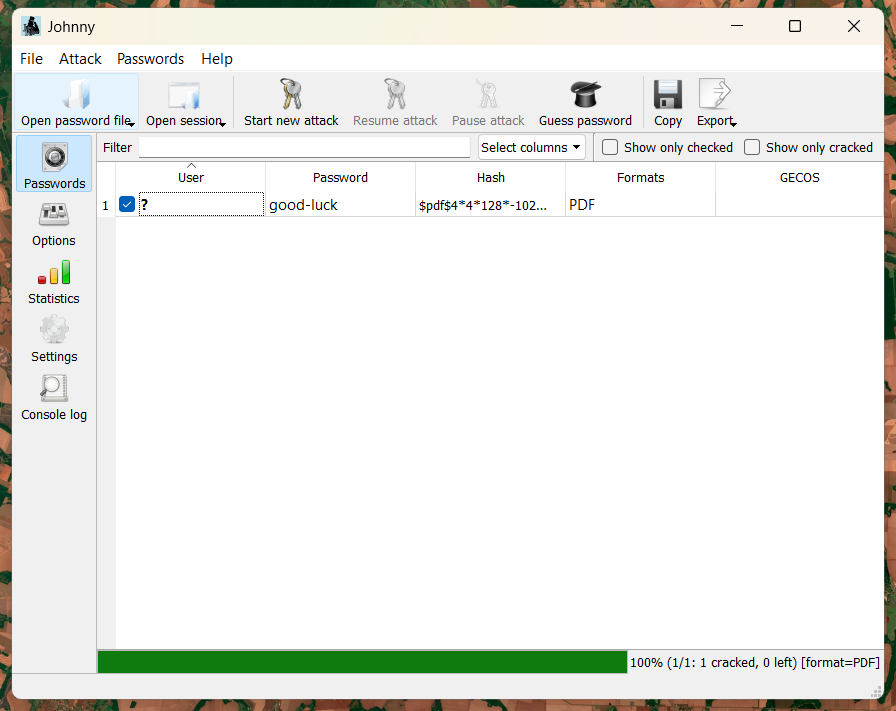 Johnny
File Attack Passwords Help
Open password file Open session Start new attack Resume attack Pause attack Guess password Copy Export
Passwords
Options
Statistics
Settings
Console log
Filter Select columns Show only checked Show only cracked
User Password Hash Formats GECOS
1 ? good-luck $pdf$4*4*128*-102... PDF
100% (1/1: 1 cracked, 0 left) [format=PDF]